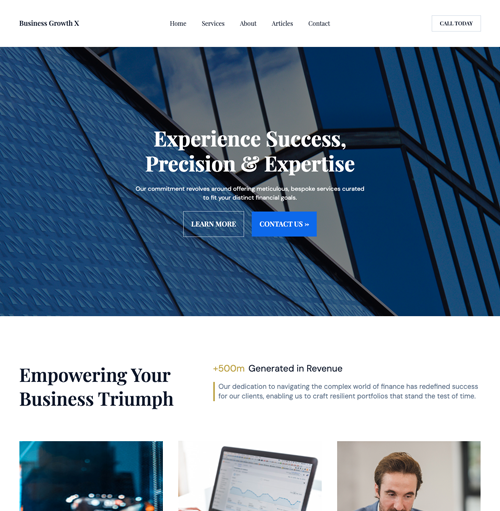 Business Growth X
Home
Services
About
Articles
Contact
CALL TODAY
Experience Success,
Precision & Expertise
Our commitment revolves around offering meticulous, bespoke services curated
to fit your distinct financial goals.
LEARN MORE
CONTACT US »
Empowering Your
Business Triumph
+500m Generated in Revenue
Our dedication to navigating the complex world of finance has redefined success
for our clients, enabling us to craft resilient portfolios that stand the test of time.